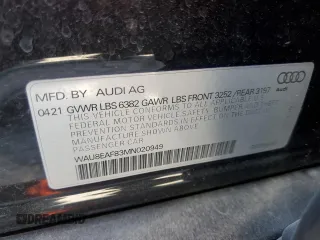 MFD. BY AUDI AG
0421 GVWR LBS 6382 GAWR LBS FRONT 3252 /REAR 3197
THIS VEHICLE CONFORMS TO ALL APPLICABLE
FEDERAL MOTOR VEHICLE SAFETY, BUMPER, AND
THEFT PREVENTION STANDARDS IN EFFECT ON THE
DATE OF MANUFACTURE SHOWN ABOVE.
PASSENGER CAR
WAU8EAF83MN020949
DREAMBID